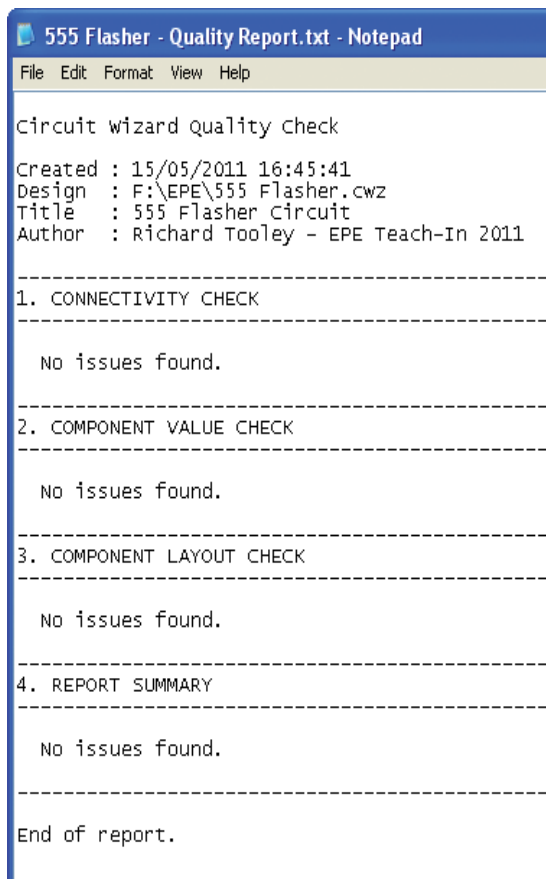 555 Flasher - Quality Report.txt - Notepad
File Edit Format View Help
Circuit Wizard Quality Check
Created : 15/05/2011 16:45:41
Design : F:\EPE\555 Flasher.cwz
Title : 555 Flasher Circuit
Author : Richard Tooley - EPE Teach-In 2011
------------------------------------------------
1. CONNECTIVITY CHECK
------------------------------------------------
No issues found.
------------------------------------------------
2. COMPONENT VALUE CHECK
------------------------------------------------
No issues found.
------------------------------------------------
3. COMPONENT LAYOUT CHECK
------------------------------------------------
No issues found.
------------------------------------------------
4. REPORT SUMMARY
------------------------------------------------
No issues found.
------------------------------------------------
End of report.